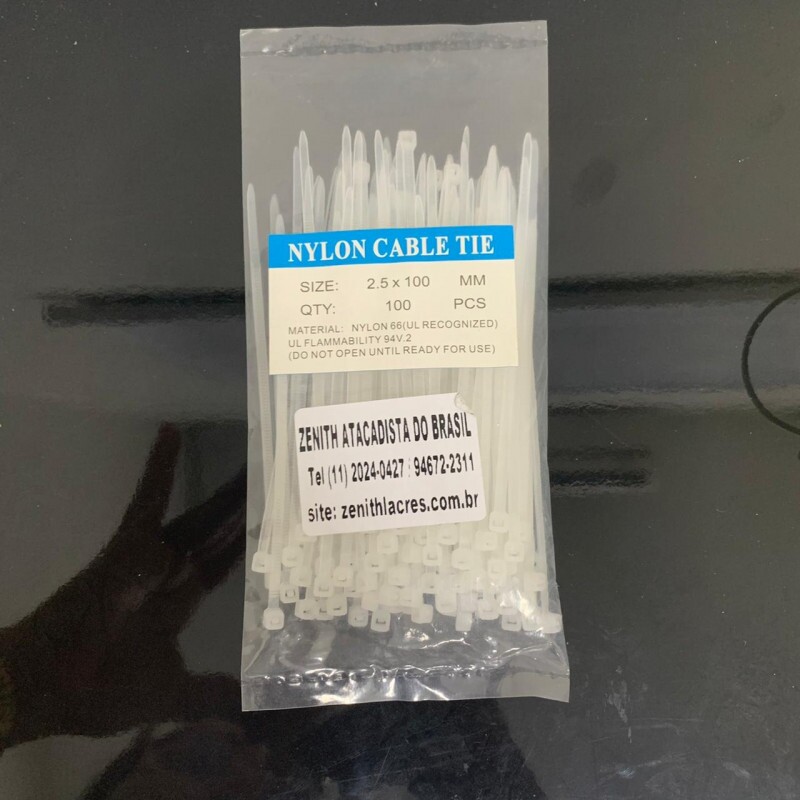 NYLON CABLE TIE
SIZE: 2.5 x 100 MM
QTY: 100 PCS
MATERIAL: NYLON 66(UL RECOGNIZED)
UL FLAMMABILITY 94V.2
(DO NOT OPEN UNTIL READY FOR USE)
ZENITH ATACADISTA DO BRASIL
Tel (11) 2024-0427 : 94672-2311
site: zenithlacres.com.br